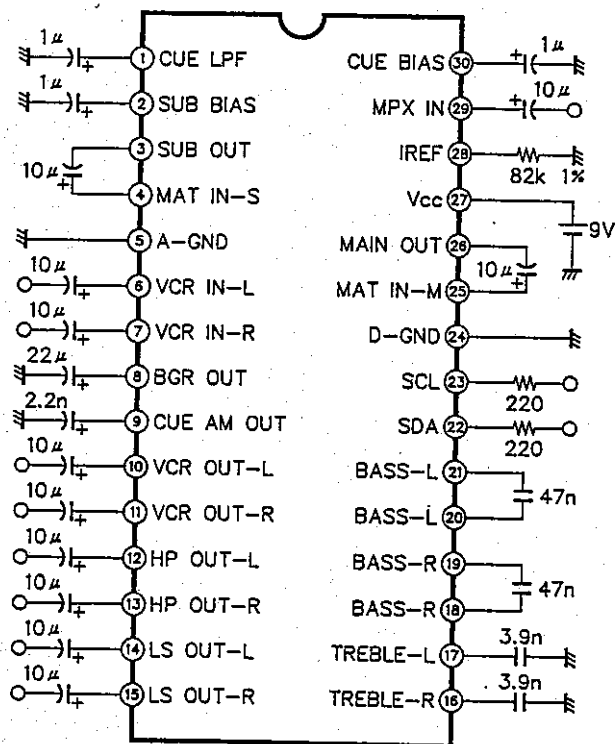 1μ
1 CUE LPF
1μ
2 SUB BIAS
3 SUB OUT
10μ
4 MAT IN-S
5 A-GND
10μ
6 VCR IN-L
10μ
7 VCR IN-R
22μ
8 BGR OUT
2.2n
9 CUE AM OUT
10μ
10 VCR OUT-L
10μ
11 VCR OUT-R
10μ
12 HP OUT-L
10μ
13 HP OUT-R
10μ
14 LS OUT-L
10μ
15 LS OUT-R
CUE BIAS 30
1μ
MPX IN 29
10μ
IREF 28
82k 1%
Vcc 27
9V
MAIN OUT 26
10μ
MAT IN-M 25
D-GND 24
SCL 23
220
SDA 22
220
BASS-L 21
47n
BASS-L 20
BASS-R 19
47n
BASS-R 18
TREBLE-L 17
3.9n
TREBLE-R 16
3.9n